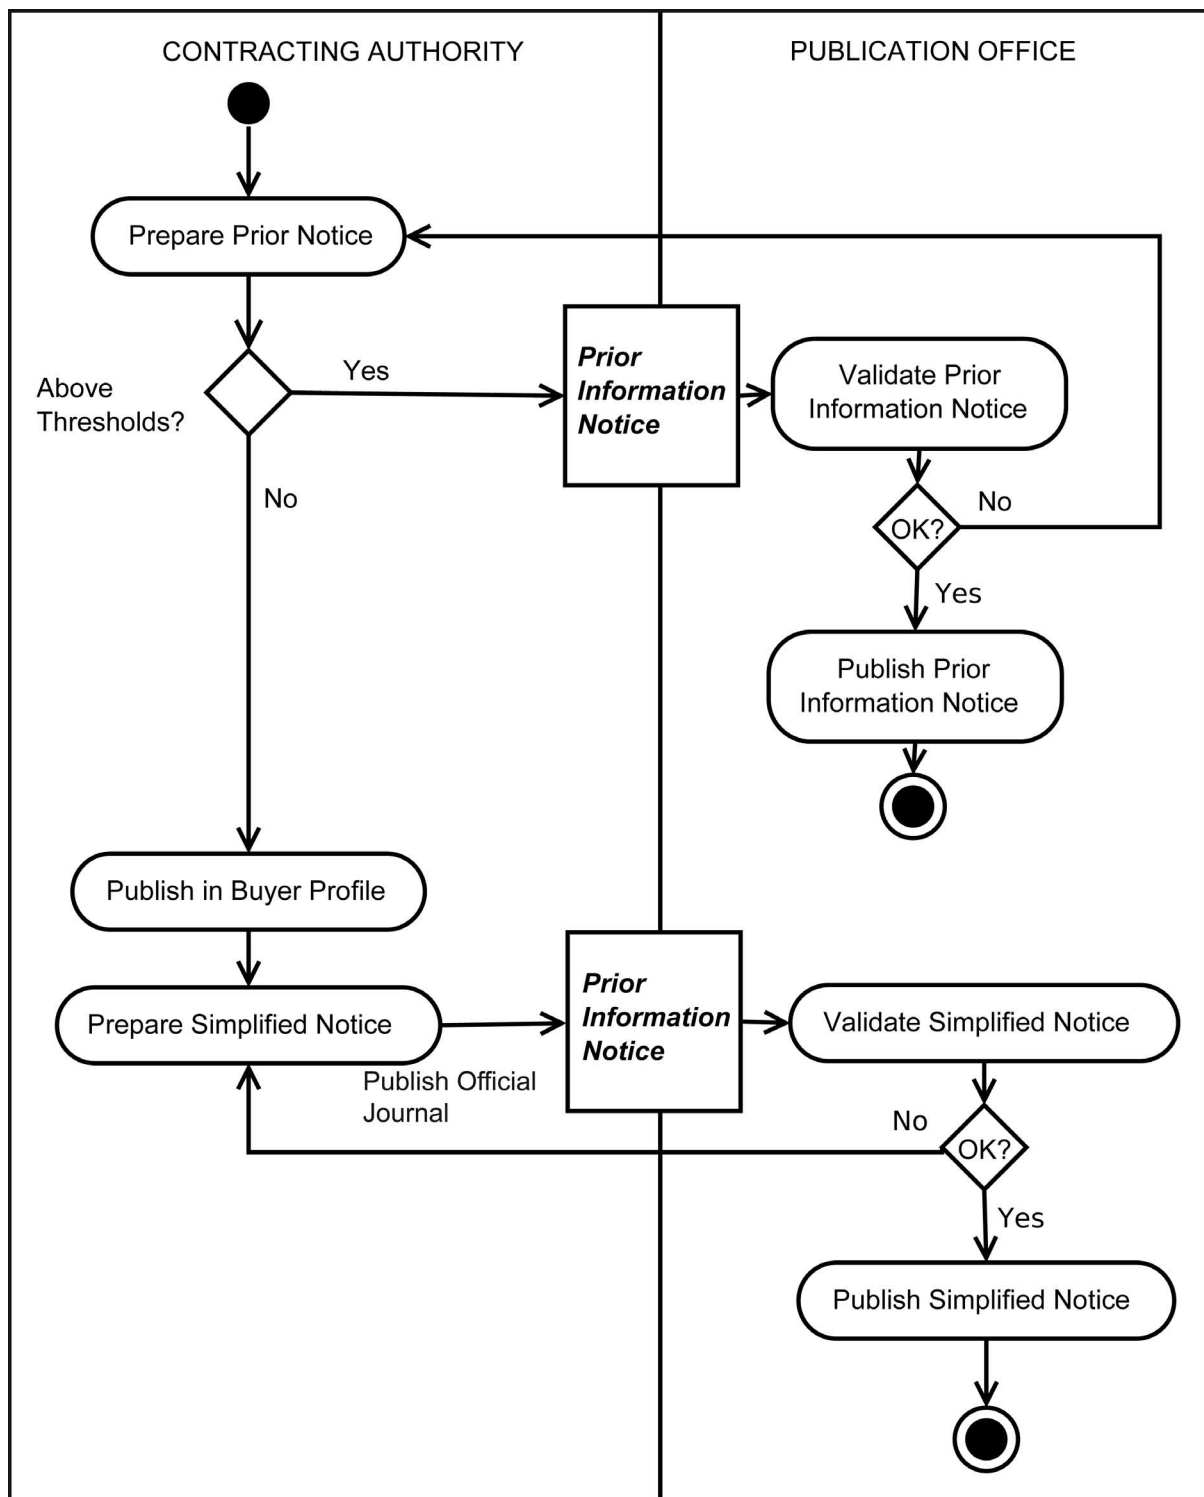 CONTRACTING AUTHORITY
PUBLICATION OFFICE
Prepare Prior Notice
Above
Thresholds?
Yes
No
Prior
Information
Notice
Validate Prior
Information Notice
OK?
No
Yes
Publish Prior
Information Notice
Publish in Buyer Profile
Prepare Simplified Notice
Publish Official
Journal
Prior
Information
Notice
Validate Simplified Notice
No
OK?
Yes
Publish Simplified Notice